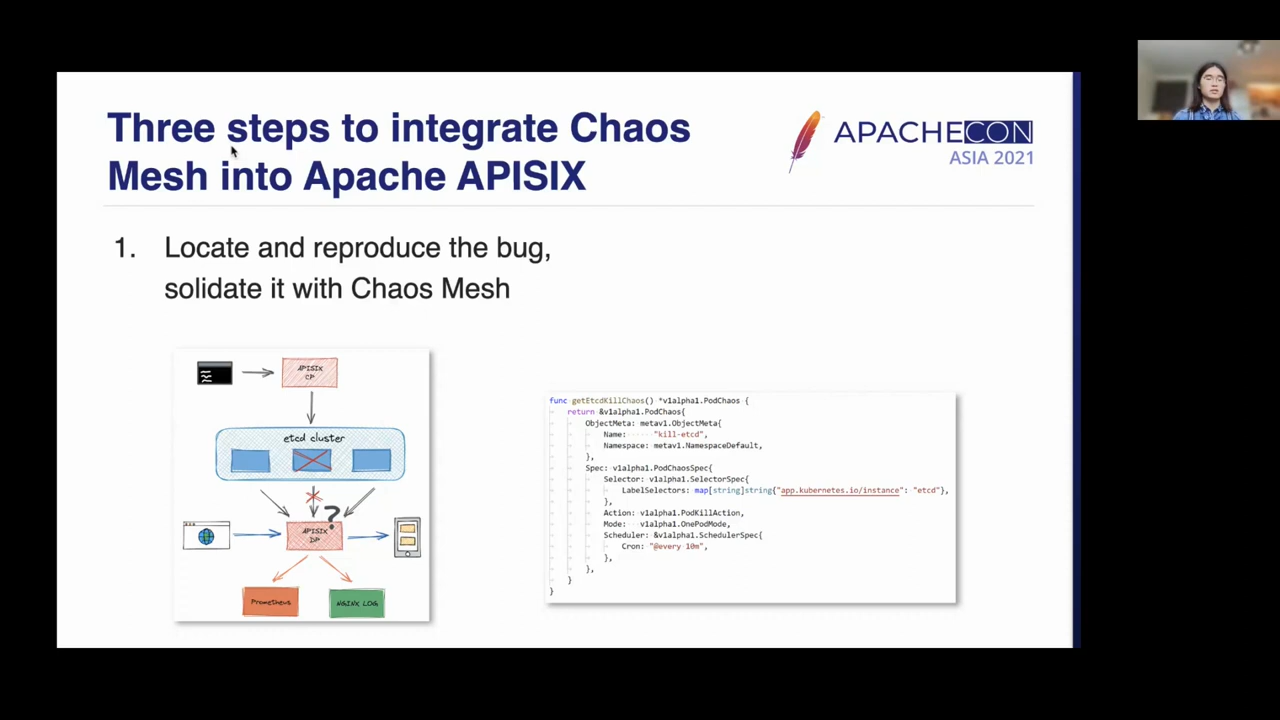 Three steps to integrate Chaos
Mesh into Apache APISIX
APACHECON
ASIA 2021
1. Locate and reproduce the bug,
solidate it with Chaos Mesh
APISIX
CP
etcd cluster
?
APISIX
DP
Prometheus
NGINX LOG
func getEtcdKillChaos() *v1alpha1.PodChaos {
return &v1alpha1.PodChaos{
ObjectMeta: metav1.ObjectMeta{
Name: "kill-etcd",
Namespace: metav1.NamespaceDefault,
},
Spec: v1alpha1.PodChaosSpec{
Selector: v1alpha1.SelectorSpec{
LabelSelectors: map[string]string{"app.kubernetes.io/instance": "etcd"},
},
Action: v1alpha1.PodKillAction,
Mode: v1alpha1.OnePodMode,
Scheduler: &v1alpha1.SchedulerSpec{
Cron: "@every 10m",
},
},
}
}